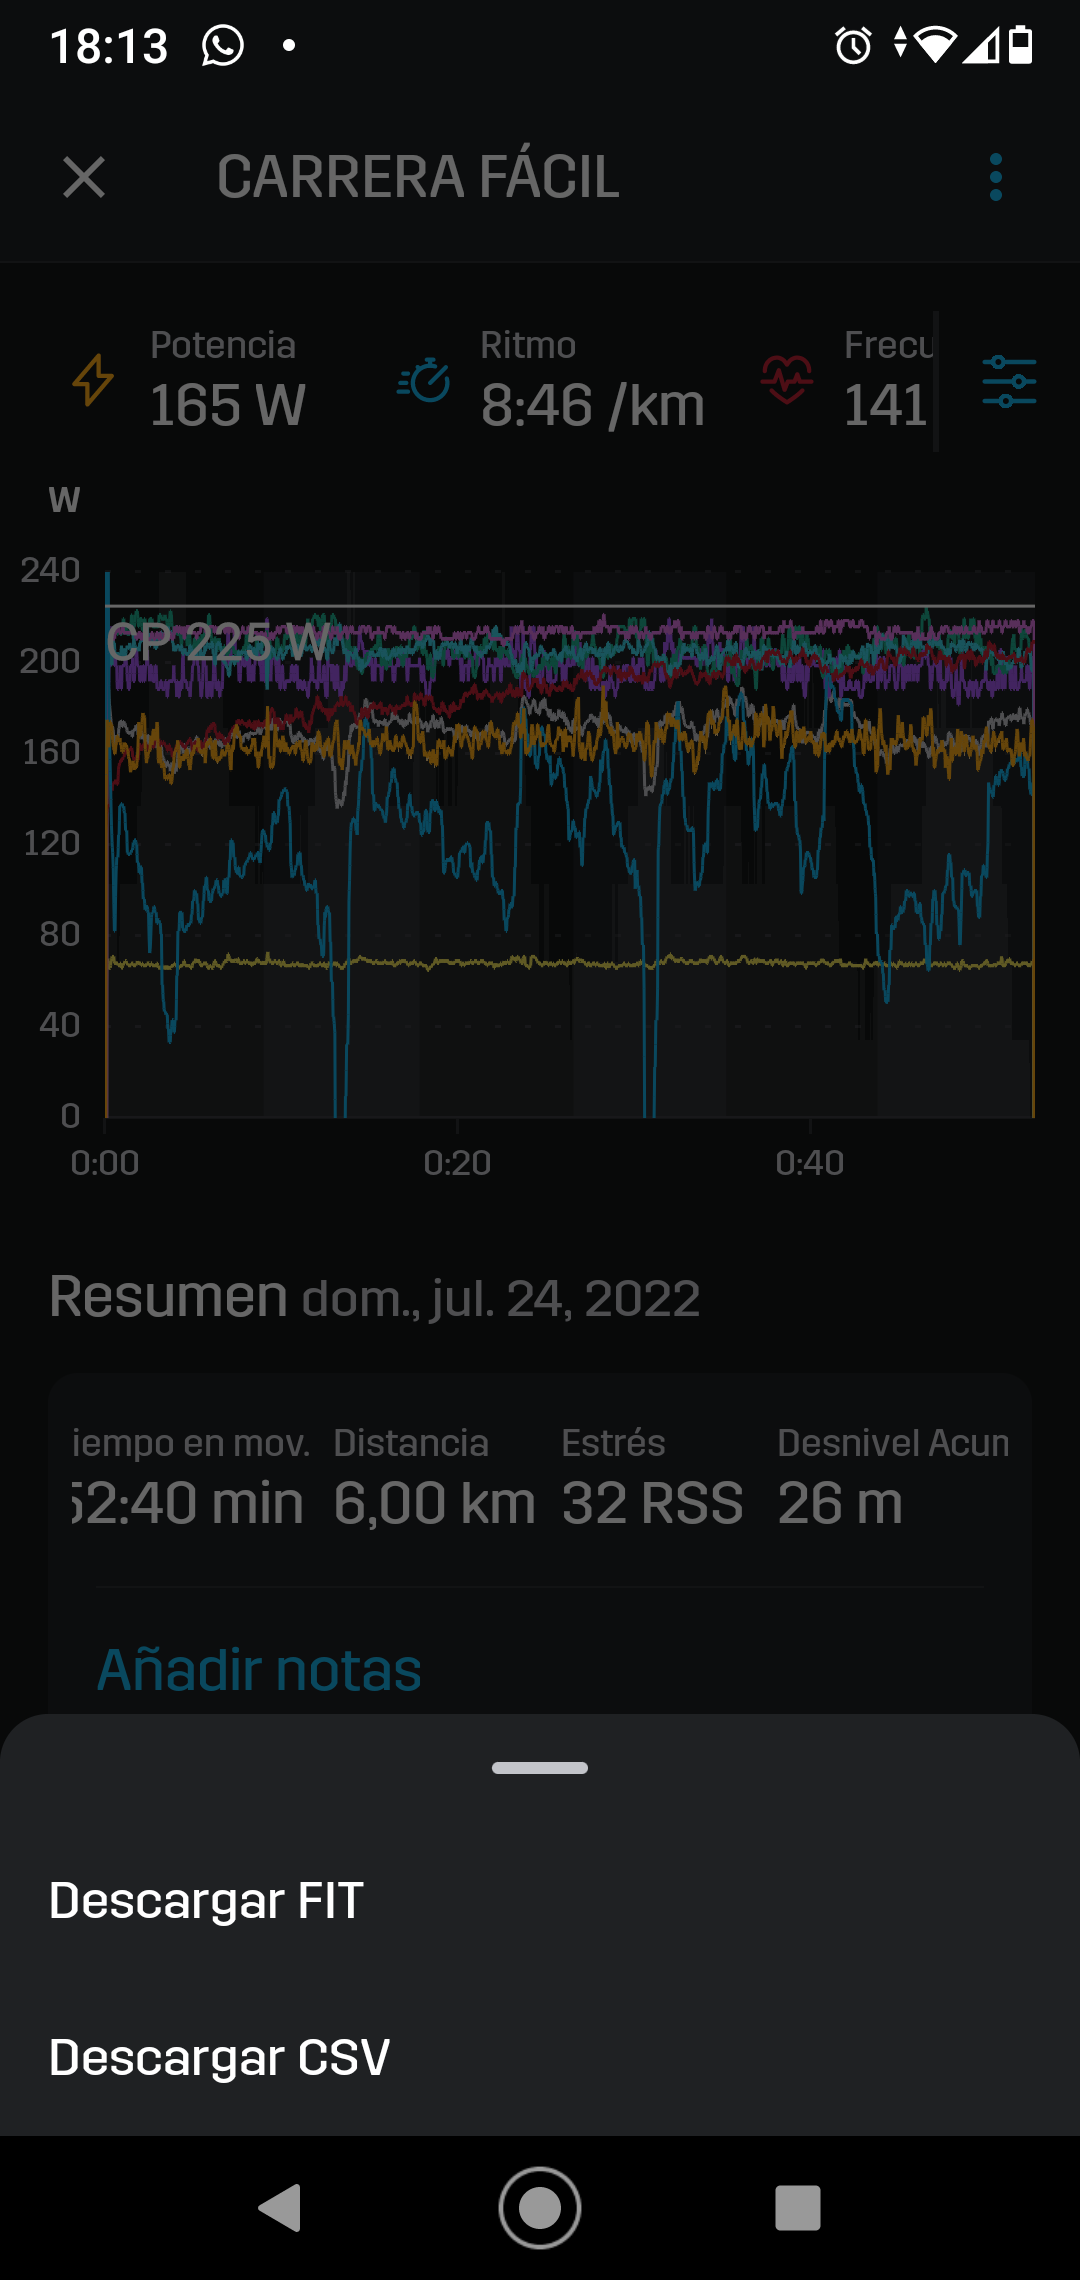 18:13
CARRERA FÁCIL
Potencia
165 W
Ritmo
8:46 /km
Frecu
141
W
240
CP 225 W
200
160
120
80
40
0
0:00 0:20 0:40
Resumen dom., jul. 24, 2022
iempo en mov. Distancia Estrés Desnivel Acun
52:40 min 6,00 km 32 RSS 26 m
Añadir notas
Descargar FIT
Descargar CSV